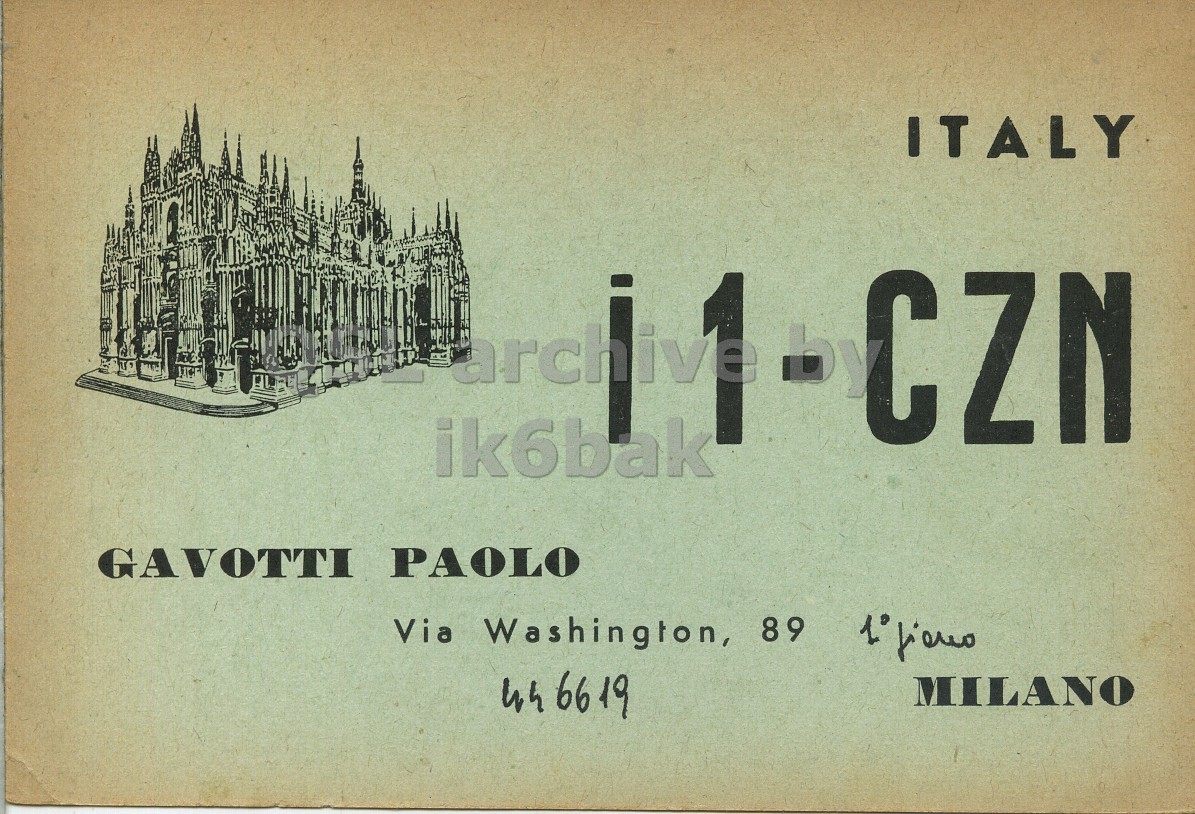 ITALY
i1-CZN
QSL archive by
ik6bak
GAVOTTI PAOLO
Via Washington, 89 1° piano
446619
MILANO